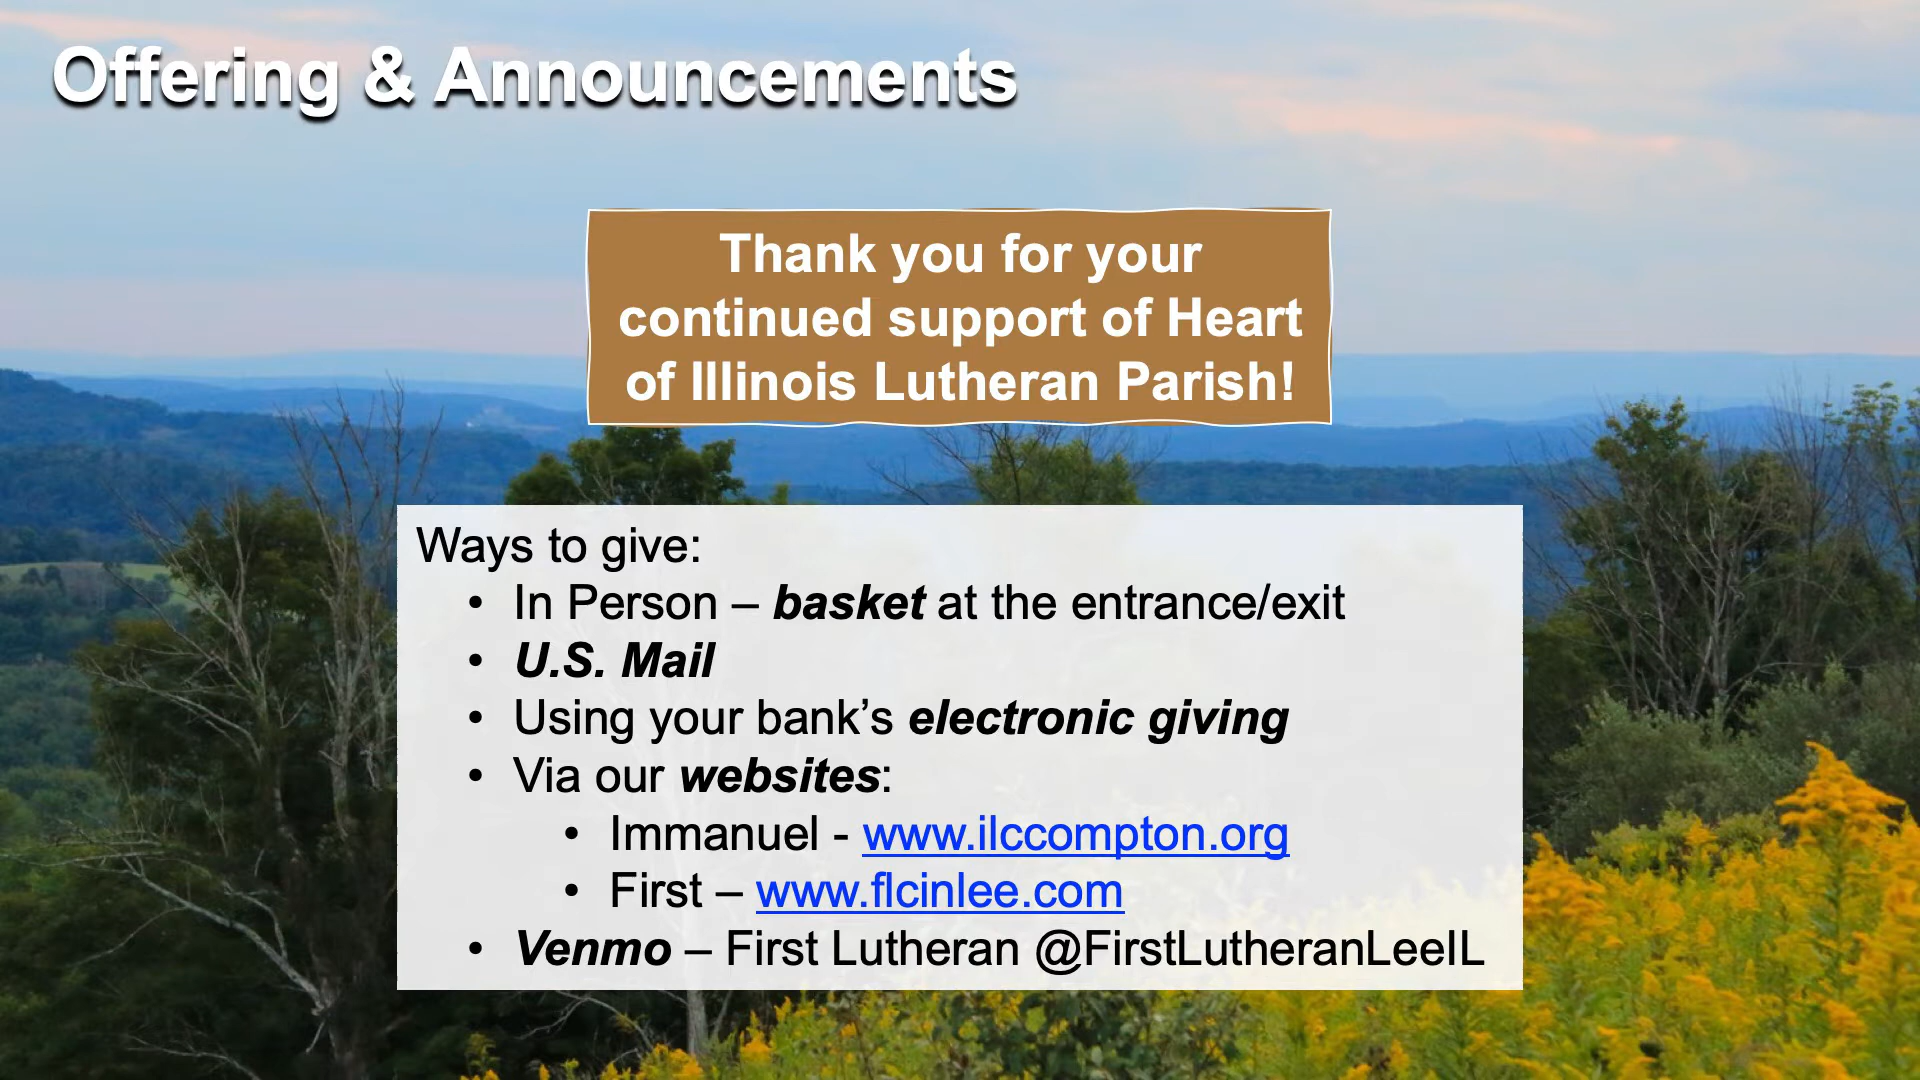 Offering & Announcements
Thank you for your
continued support of Heart
of Illinois Lutheran Parish!
Ways to give:
• In Person – basket at the entrance/exit
• U.S. Mail
• Using your bank’s electronic giving
• Via our websites:
• Immanuel - www.ilccompton.org
• First – www.flcinlee.com
• Venmo – First Lutheran @FirstLutheranLeeIL